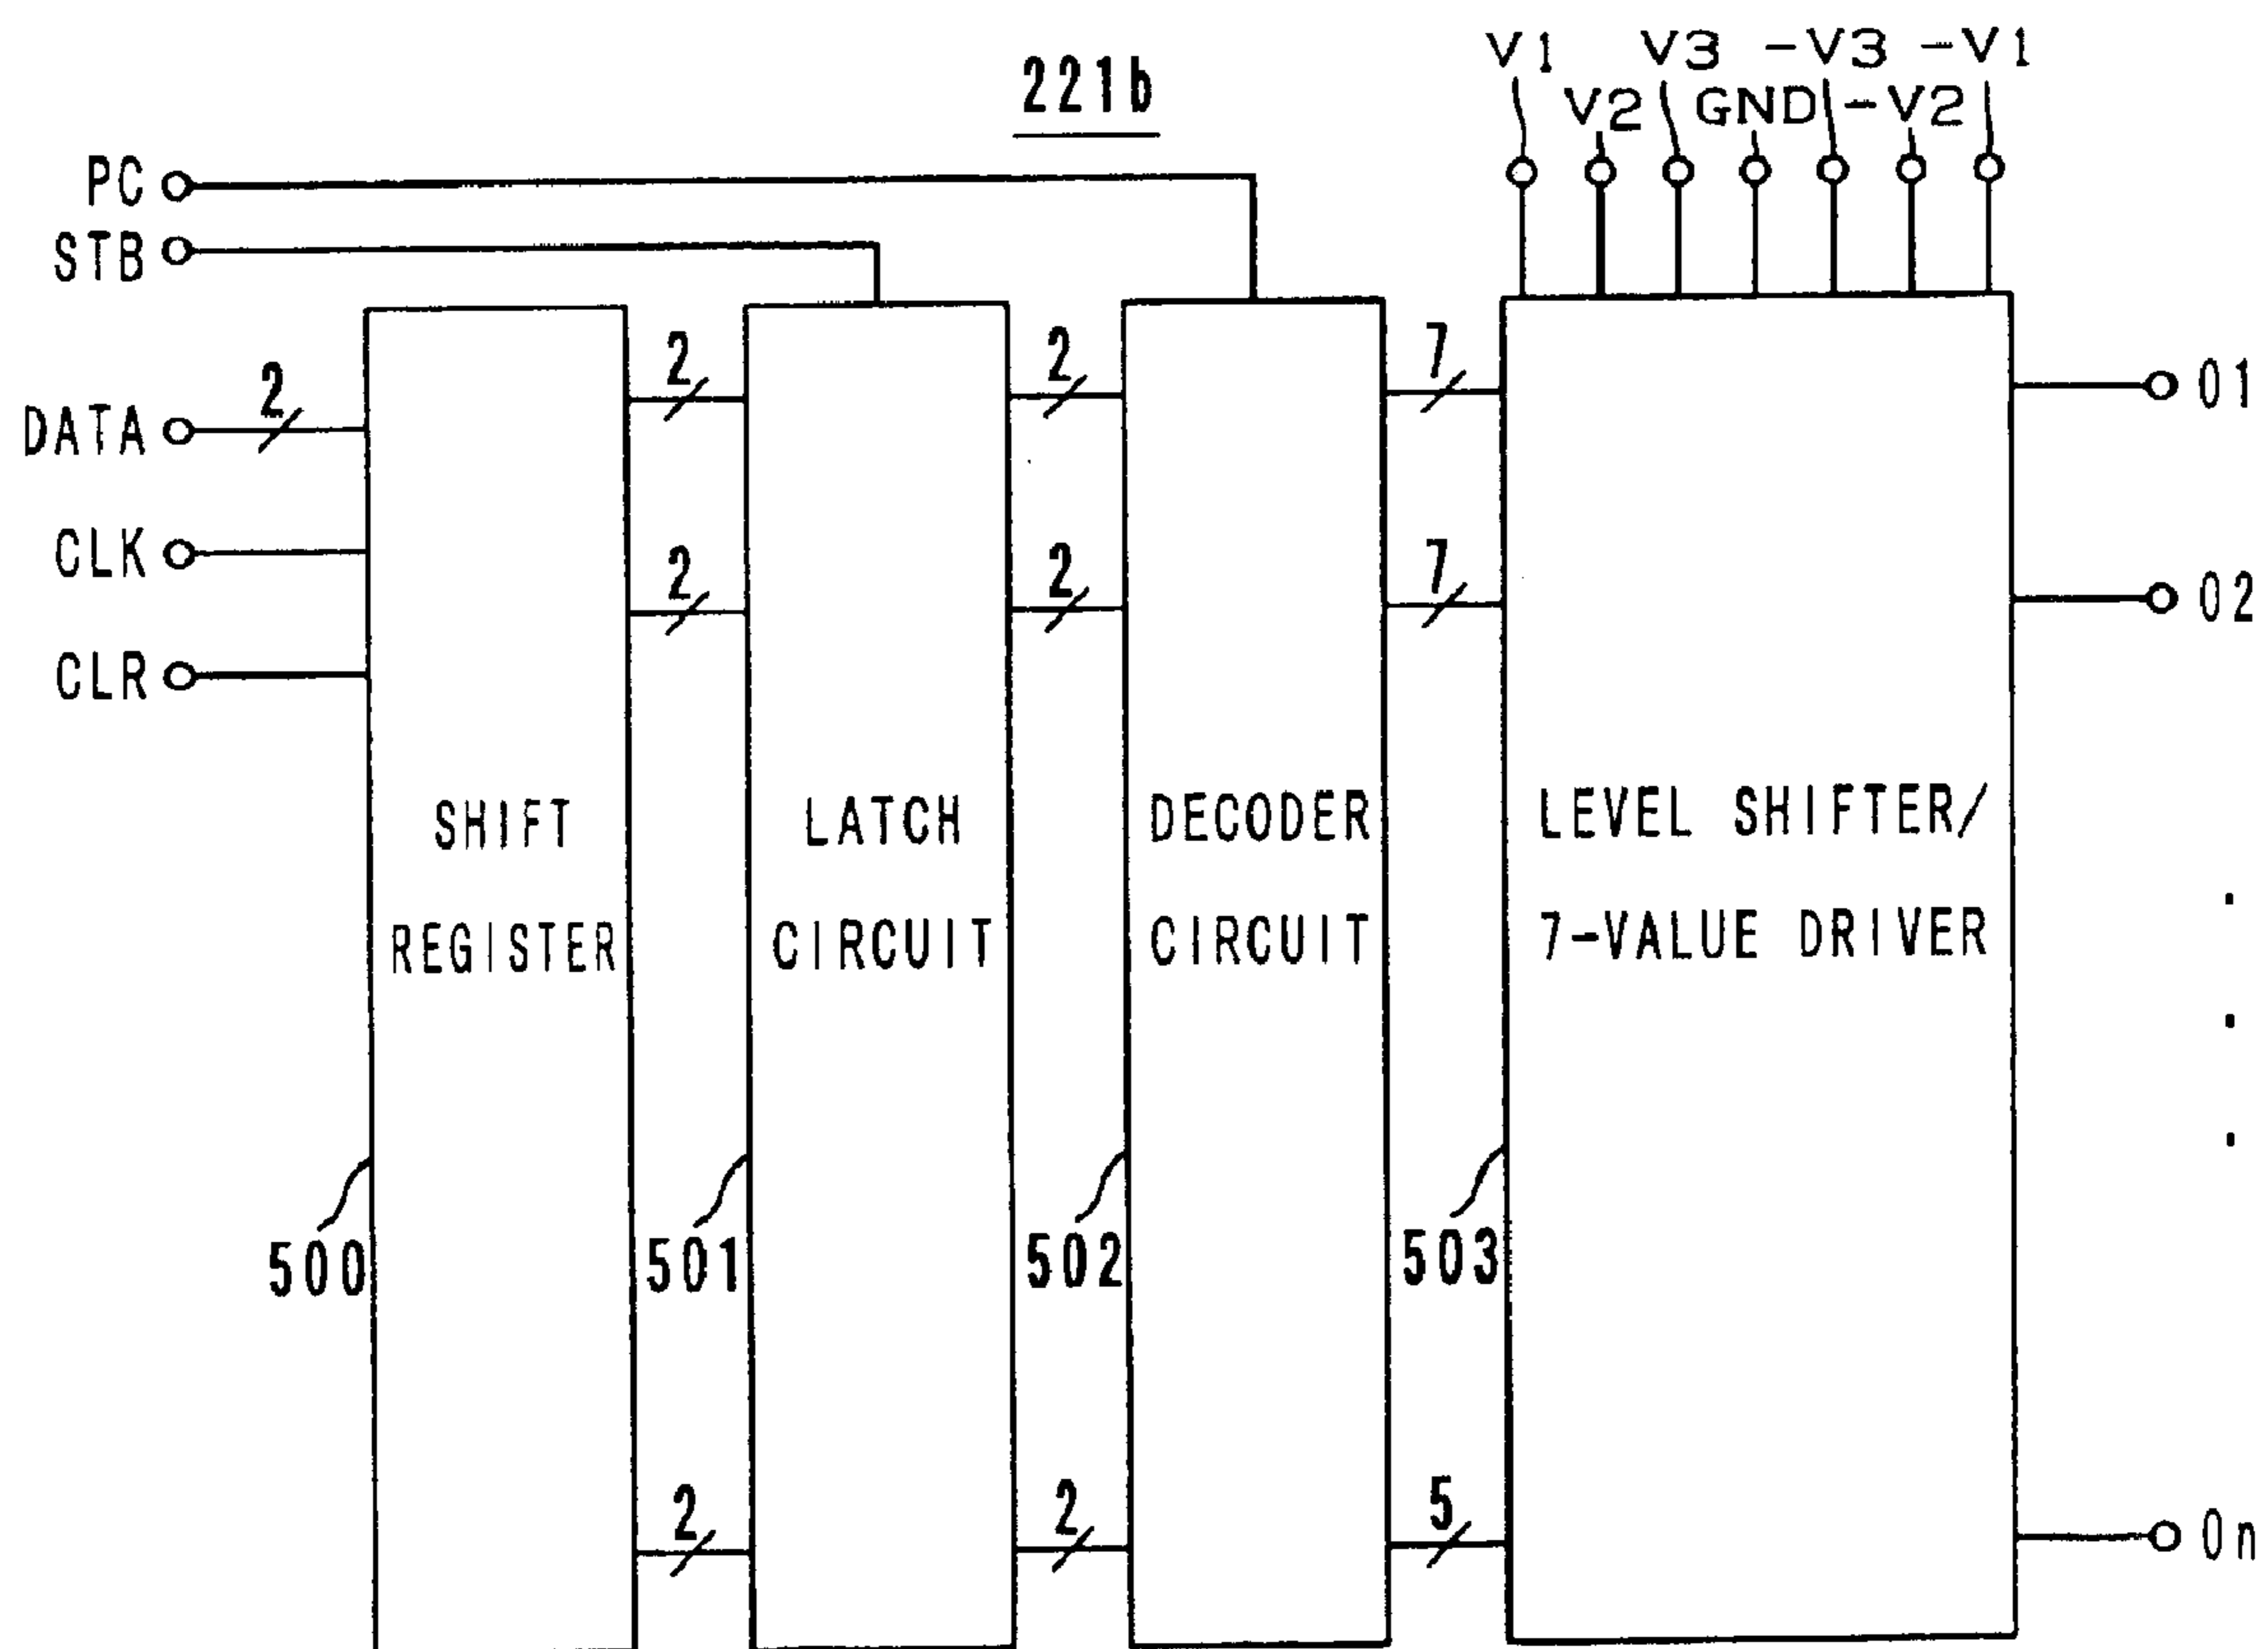 221b
V1 V3 -V3 -V1
V2 GND -V2
PC
STB
DATA 2
CLK
CLR
2 2 7 01
2 2 7 02
SHIFT
REGISTER
LATCH
CIRCUIT
DECODER
CIRCUIT
LEVEL SHIFTER/
7-VALUE DRIVER
500 501 502 503
2 2 5 0n